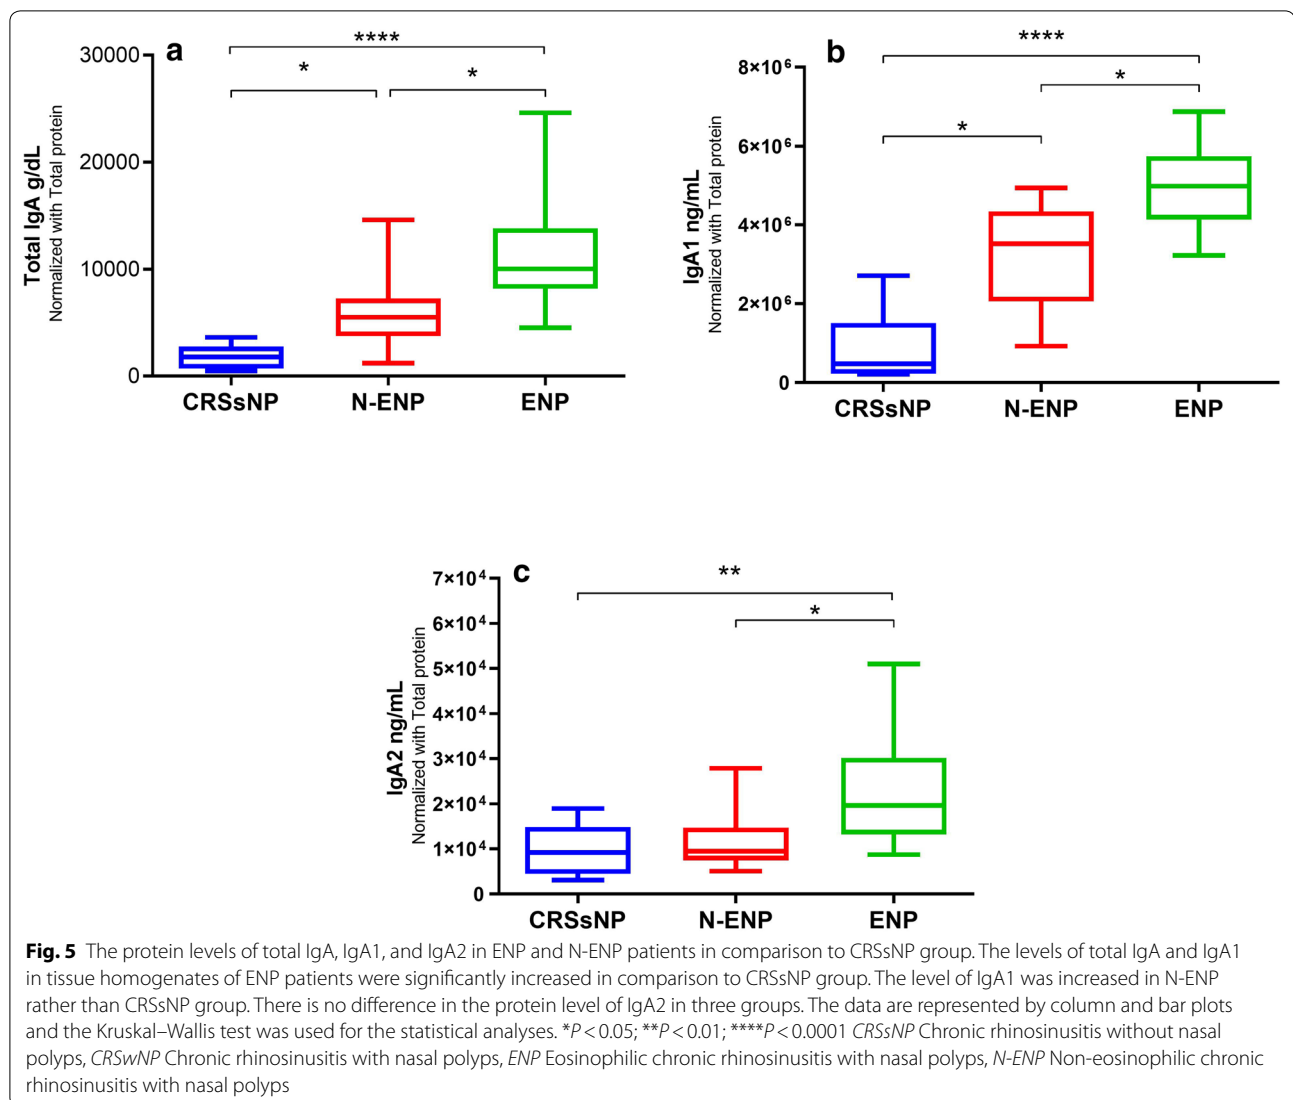 a
****
*
*
30000
20000
10000
0
Total IgA g/dL
Normalized with Total protein
CRSsNP N-ENP ENP
b
****
*
*
8×10⁶
6×10⁶
4×10⁶
2×10⁶
0
IgA1 ng/mL
Normalized with Total protein
CRSsNP N-ENP ENP
c
**
*
7×10⁴
6×10⁴
5×10⁴
4×10⁴
3×10⁴
2×10⁴
1×10⁴
0
IgA2 ng/mL
Normalized with Total protein
CRSsNP N-ENP ENP
Fig. 5 The protein levels of total IgA, IgA1, and IgA2 in ENP and N-ENP patients in comparison to CRSsNP group. The levels of total IgA and IgA1
in tissue homogenates of ENP patients were significantly increased in comparison to CRSsNP group. The level of IgA1 was increased in N-ENP
rather than CRSsNP group. There is no difference in the protein level of IgA2 in three groups. The data are represented by column and bar plots
and the Kruskal–Wallis test was used for the statistical analyses. *P < 0.05; **P < 0.01; ****P < 0.0001 CRSsNP Chronic rhinosinusitis without nasal
polyps, CRSwNP Chronic rhinosinusitis with nasal polyps, ENP Eosinophilic chronic rhinosinusitis with nasal polyps, N-ENP Non-eosinophilic chronic
rhinosinusitis with nasal polyps